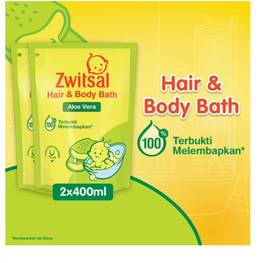 Zwitsal
Hair & Body Bath
Aloe Vera
100%
Terbukti
Melembapkan*
2x400ml
Hair &
Body Bath
100%
Terbukti
Melembapkan*